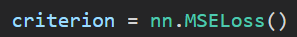 criterion = nn.MSELoss()